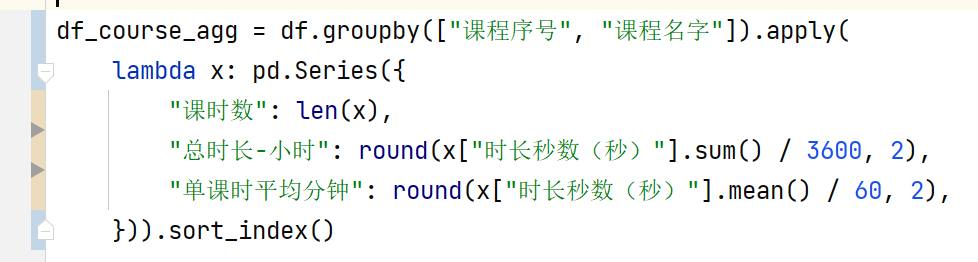 df_course_agg = df.groupby(["课程序号", "课程名字"]).apply(
    lambda x: pd.Series({
        "课时数": len(x),
        "总时长-小时": round(x["时长秒数（秒）"].sum() / 3600, 2),
        "单课时平均分钟": round(x["时长秒数（秒）"].mean() / 60, 2),
    })).sort_index()